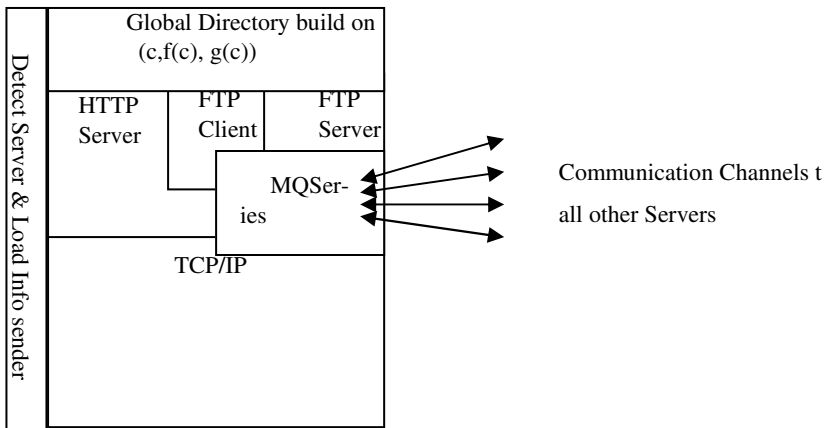 Global Directory build on
(c,f(c), g(c))
Detect Server & Load Info sender
HTTP
Server
FTP
Client
FTP
Server
MQSer-
ies
TCP/IP
Communication Channels t
all other Servers